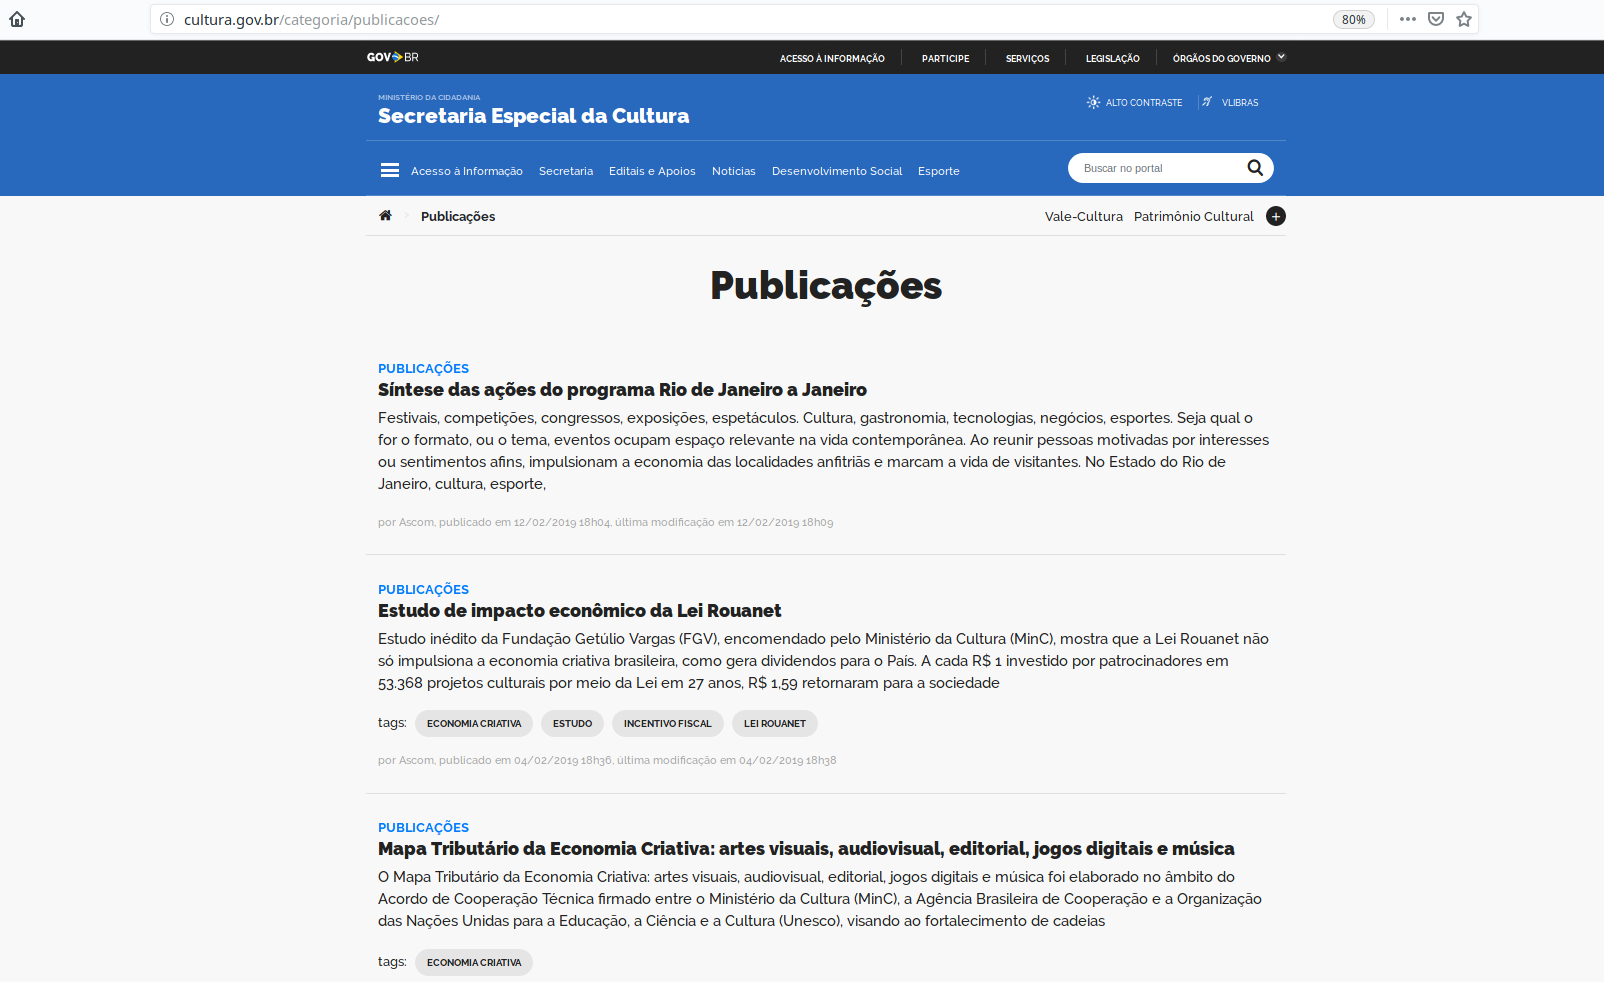 cultura.gov.br/categoria/publicacoes/
80%
GOVBR
ACESSO À INFORMAÇÃO
PARTICIPE
SERVIÇOS
LEGISLAÇÃO
ÓRGÃOS DO GOVERNO
MINISTÉRIO DA CIDADANIA
Secretaria Especial da Cultura
ALTO CONTRASTE
VLIBRAS
Acesso à Informação
Secretaria
Editais e Apoios
Notícias
Desenvolvimento Social
Esporte
Buscar no portal
Publicações
Vale-Cultura
Patrimônio Cultural
Publicações
PUBLICAÇÕES
Síntese das ações do programa Rio de Janeiro a Janeiro
Festivais, competições, congressos, exposições, espetáculos. Cultura, gastronomia, tecnologias, negócios, esportes. Seja qual o
for o formato, ou o tema, eventos ocupam espaço relevante na vida contemporânea. Ao reunir pessoas motivadas por interesses
ou sentimentos afins, impulsionam a economia das localidades anfitriãs e marcam a vida de visitantes. No Estado do Rio de
Janeiro, cultura, esporte,
por Ascom, publicado em 12/02/2019 18h04, última modificação em 12/02/2019 18h09
PUBLICAÇÕES
Estudo de impacto econômico da Lei Rouanet
Estudo inédito da Fundação Getúlio Vargas (FGV), encomendado pelo Ministério da Cultura (MinC), mostra que a Lei Rouanet não
só impulsiona a economia criativa brasileira, como gera dividendos para o País. A cada R$ 1 investido por patrocinadores em
53.368 projetos culturais por meio da Lei em 27 anos, R$ 1,59 retornaram para a sociedade
tags: ECONOMIA CRIATIVA ESTUDO INCENTIVO FISCAL LEI ROUANET
por Ascom, publicado em 04/02/2019 18h36, última modificação em 04/02/2019 18h38
PUBLICAÇÕES
Mapa Tributário da Economia Criativa: artes visuais, audiovisual, editorial, jogos digitais e música
O Mapa Tributário da Economia Criativa: artes visuais, audiovisual, editorial, jogos digitais e música foi elaborado no âmbito do
Acordo de Cooperação Técnica firmado entre o Ministério da Cultura (MinC), a Agência Brasileira de Cooperação e a Organização
das Nações Unidas para a Educação, a Ciência e a Cultura (Unesco), visando ao fortalecimento de cadeias
tags: ECONOMIA CRIATIVA